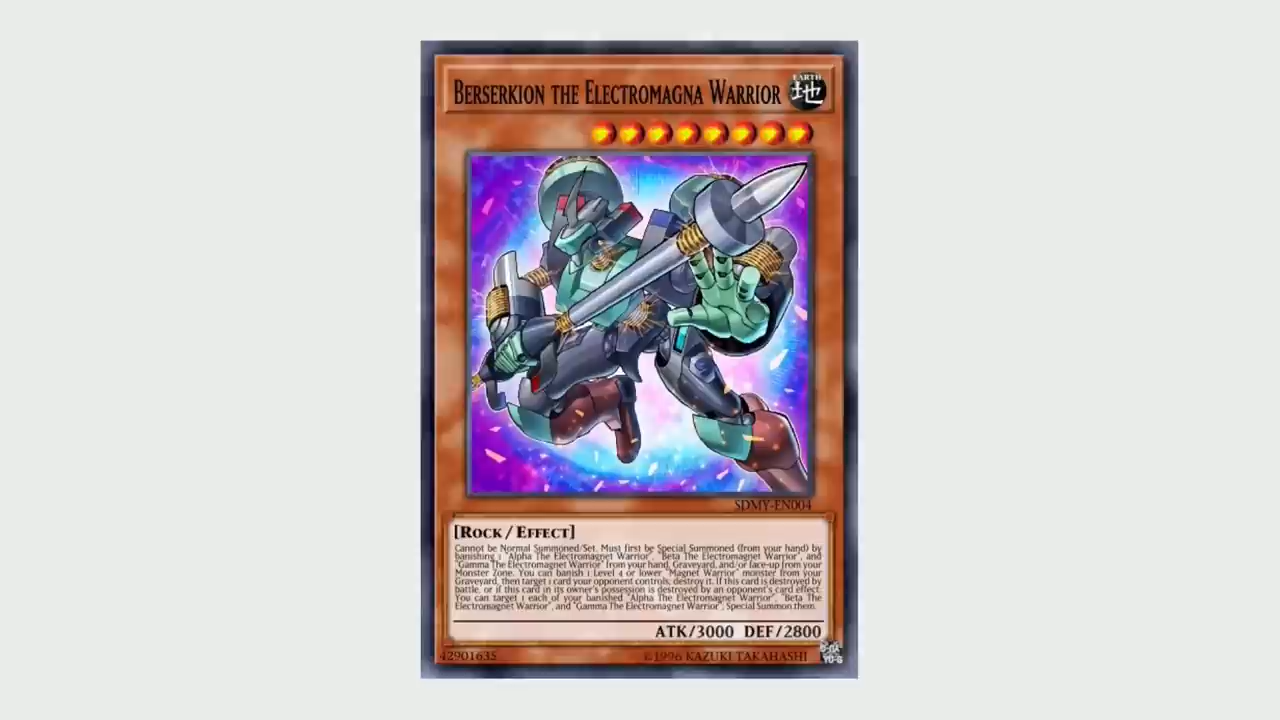 BERSERKION THE ELECTROMAGNA WARRIOR
EARTH
地
SDMY-EN004
[ROCK / EFFECT]
Cannot be Normal Summoned/Set. Must first be Special Summoned (from your hand) by
banishing 1 "Alpha The Electromagnet Warrior", "Beta The Electromagnet Warrior", and
"Gamma The Electromagnet Warrior" from your hand, Graveyard, and/or face-up from your
Monster Zone. You can banish 1 Level 4 or lower "Magnet Warrior" monster from your
Graveyard, then target 1 card your opponent controls; destroy it. If this card is destroyed by
battle, or if this card in its owner's possession is destroyed by an opponent's card effect:
You can target 1 each of your banished "Alpha The Electromagnet Warrior", "Beta The
Electromagnet Warrior", and "Gamma The Electromagnet Warrior"; Special Summon them.
ATK/3000 DEF/2800
42901635
©1996 KAZUKI TAKAHASHI